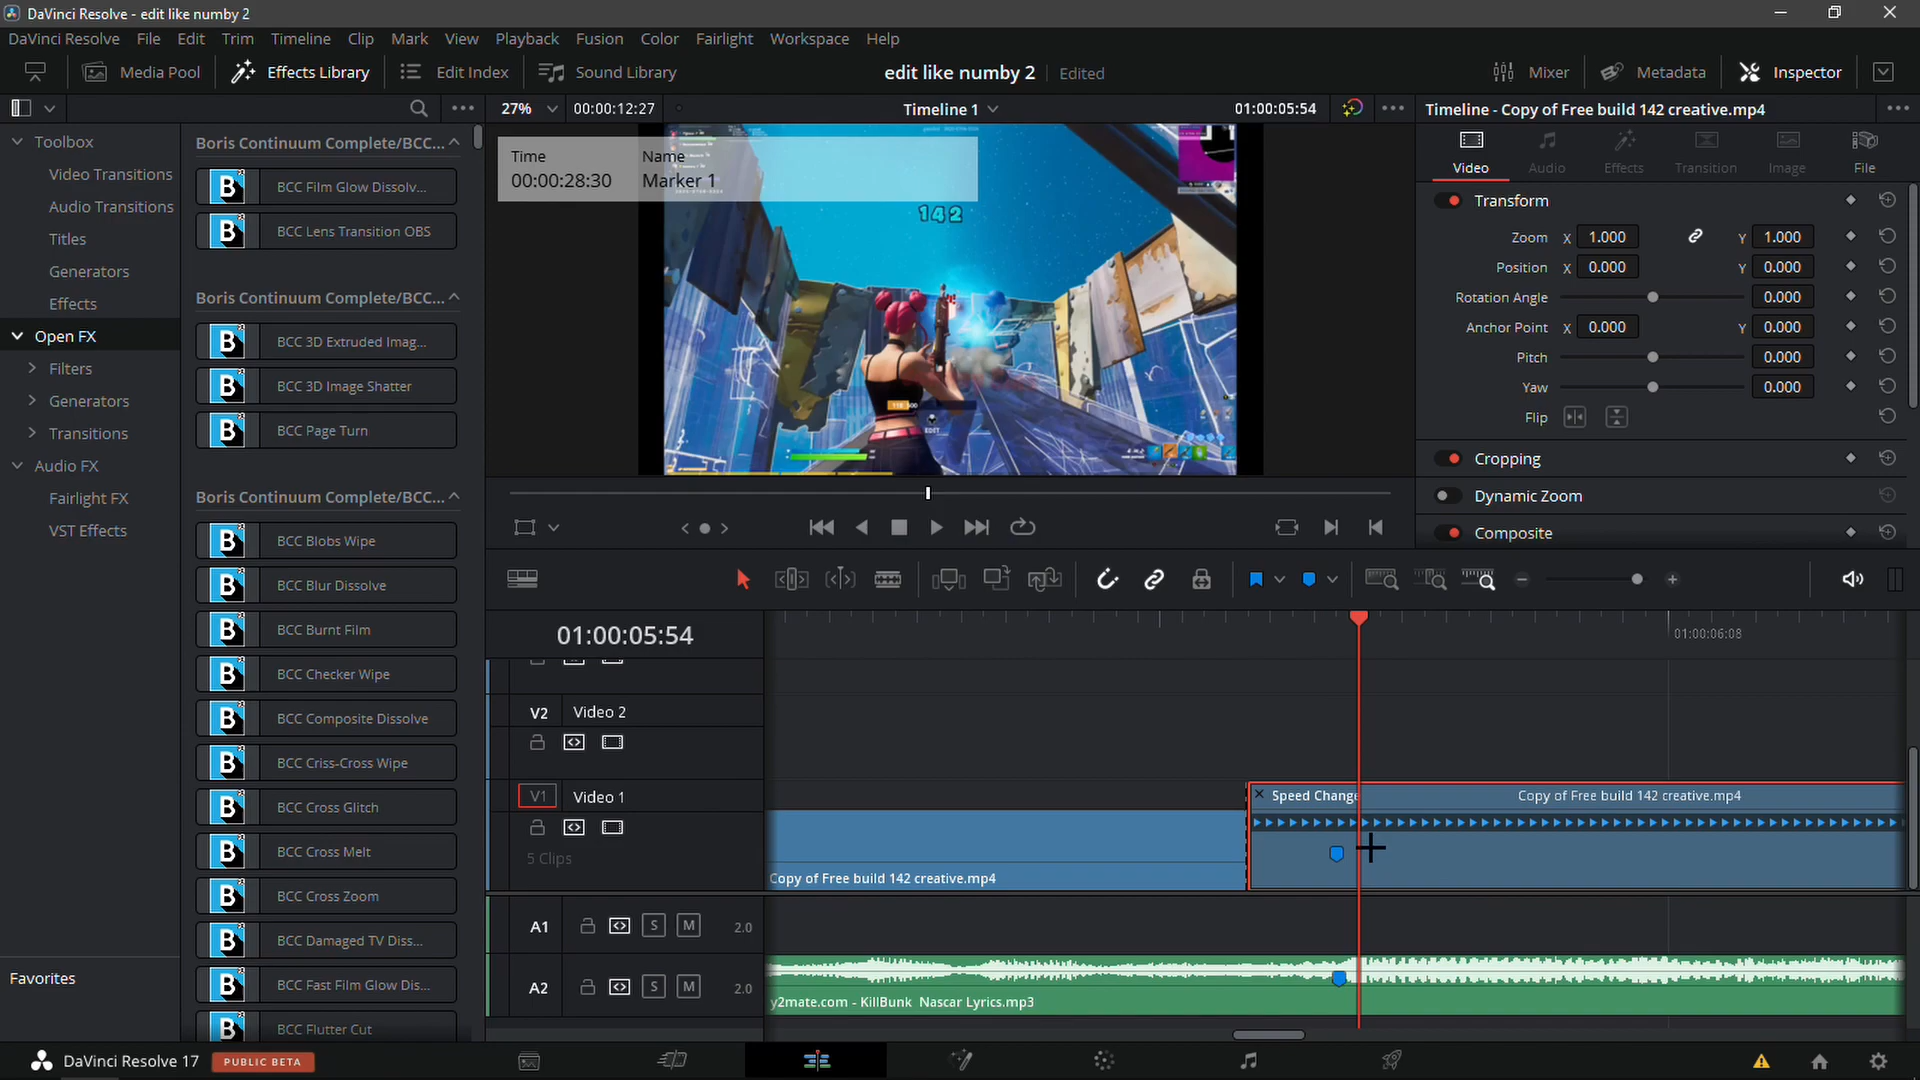 DaVinci Resolve - edit like numby 2
DaVinci Resolve File Edit Trim Timeline Clip Mark View Playback Fusion Color Fairlight Workspace Help
Media Pool Effects Library Edit Index Sound Library edit like numby 2 Edited Mixer Metadata Inspector
27% 00:00:12:27 Timeline 1 01:00:05:54 Timeline - Copy of Free build 142 creative.mp4
Toolbox
Video Transitions
Audio Transitions
Titles
Generators
Effects
Open FX
Filters
Generators
Transitions
Audio FX
Fairlight FX
VST Effects
Favorites
Boris Continuum Complete/BCC...
BCC Film Glow Dissolv...
BCC Lens Transition OBS
Boris Continuum Complete/BCC...
BCC 3D Extruded Imag...
BCC 3D Image Shatter
BCC Page Turn
Boris Continuum Complete/BCC...
BCC Blobs Wipe
BCC Blur Dissolve
BCC Burnt Film
BCC Checker Wipe
BCC Composite Dissolve
BCC Criss-Cross Wipe
BCC Cross Glitch
BCC Cross Melt
BCC Cross Zoom
BCC Damaged TV Diss...
BCC Fast Film Glow Dis...
BCC Flutter Cut
Time Name
00:00:28:30 Marker 1
142
EDIT
Video Audio Effects Transition Image File
Transform
Zoom X 1.000 Y 1.000
Position X 0.000 Y 0.000
Rotation Angle 0.000
Anchor Point X 0.000 Y 0.000
Pitch 0.000
Yaw 0.000
Flip
Cropping
Dynamic Zoom
Composite
01:00:05:54
01:00:06:08
V2 Video 2
V1 Video 1
5 Clips
Speed Change Copy of Free build 142 creative.mp4
Copy of Free build 142 creative.mp4
A1 S M 2.0
A2 S M 2.0
y2mate.com - KillBunk Nascar Lyrics.mp3
DaVinci Resolve 17 PUBLIC BETA